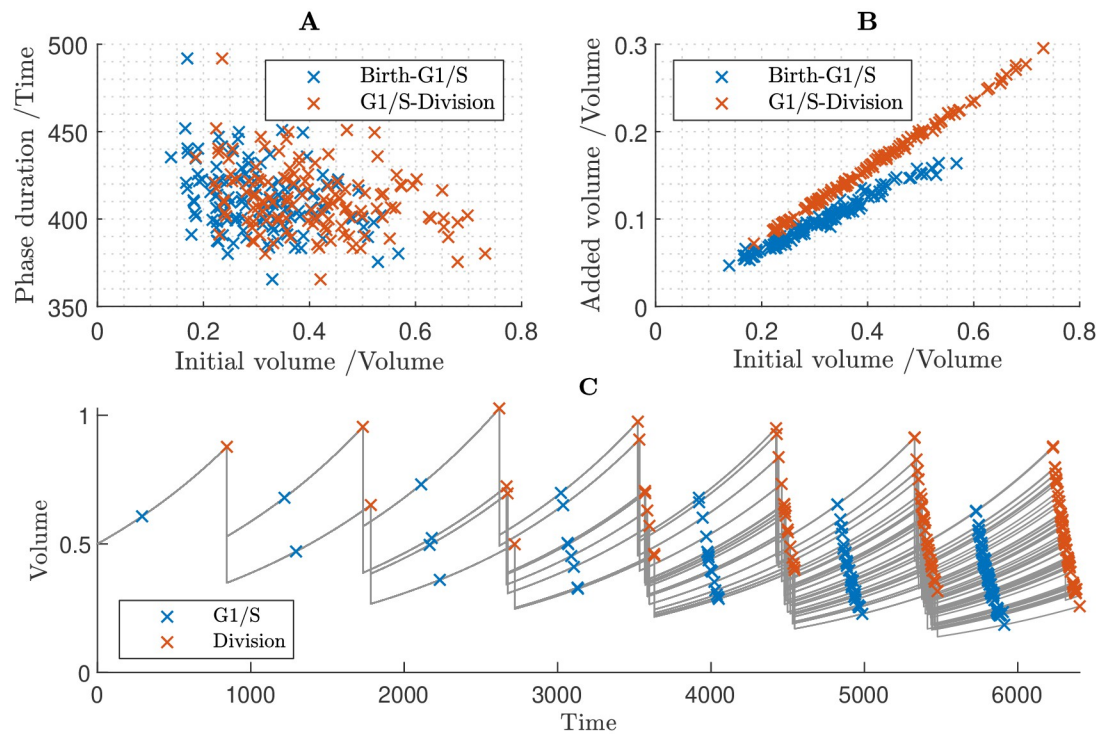 A
Phase duration /Time
500
450
400
350
Birth-G1/S
G1/S-Division
0 0.2 0.4 0.6 0.8
Initial volume /Volume
B
Added volume /Volume
0.3
0.2
0.1
0
Birth-G1/S
G1/S-Division
0 0.2 0.4 0.6 0.8
Initial volume /Volume
C
Volume
1
0.5
0
G1/S
Division
0 1000 2000 3000 4000 5000 6000
Time